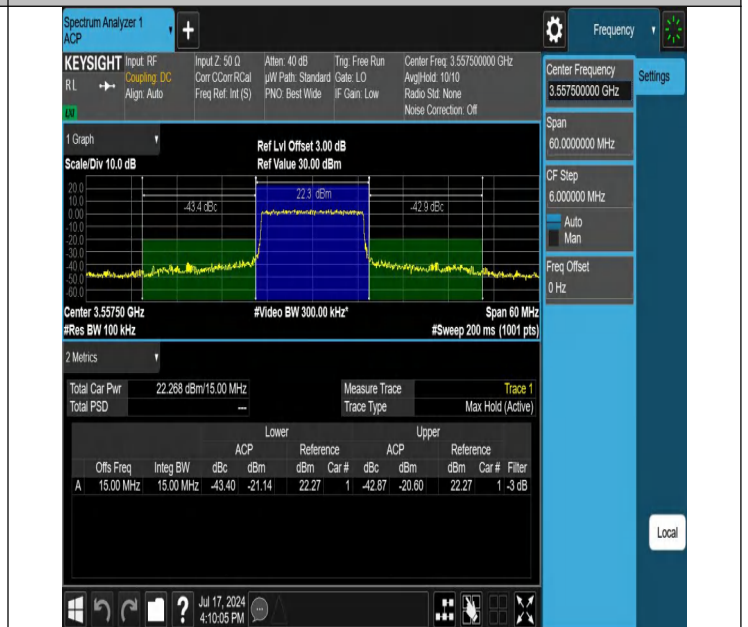 Spectrum Analyzer 1
ACP
Frequency
KEYSIGHT
RL
LXI
Input: RF
Coupling: DC
Align: Auto
Input Z: 50 Ω
Corr CCorr RCal
Freq Ref: Int (S)
Atten: 40 dB
µW Path: Standard
PNO: Best Wide
Trig: Free Run
Gate: LO
IF Gain: Low
Center Freq: 3.557500000 GHz
Avg|Hold: 10/10
Radio Std: None
Noise Correction: Off
Center Frequency
3.557500000 GHz
Settings
Span
60.0000000 MHz
CF Step
6.000000 MHz
Auto
Man
Freq Offset
0 Hz
Local
1 Graph
Scale/Div 10.0 dB
Ref Lvl Offset 3.00 dB
Ref Value 30.00 dBm
20.0
10.0
0.00
-10.0
-20.0
-30.0
-40.0
-50.0
-60.0
-43.4 dBc
22.3 dBm
-42.9 dBc
Center 3.55750 GHz #Video BW 300.00 kHz* Span 60 MHz
#Res BW 100 kHz #Sweep 200 ms (1001 pts)
2 Metrics
Total Car Pwr 22.268 dBm/15.00 MHz Measure Trace Trace 1
Total PSD --- Trace Type Max Hold (Active)
Lower Upper
ACP Reference ACP Reference
Offs Freq Integ BW dBc dBm dBm Car # dBc dBm dBm Car # Filter
A 15.00 MHz 15.00 MHz -43.40 -21.14 22.27 1 -42.87 -20.60 22.27 1 -3 dB
Jul 17, 2024
4:10:05 PM